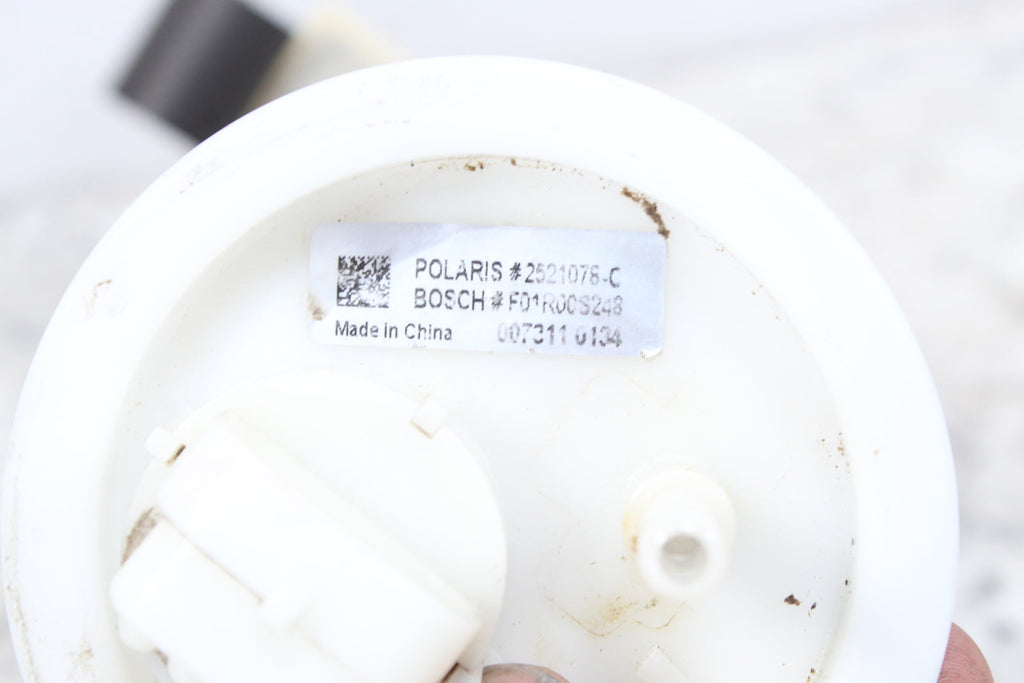 POLARIS #2521078-C
BOSCH # F01R00S248
Made in China 007311 0134